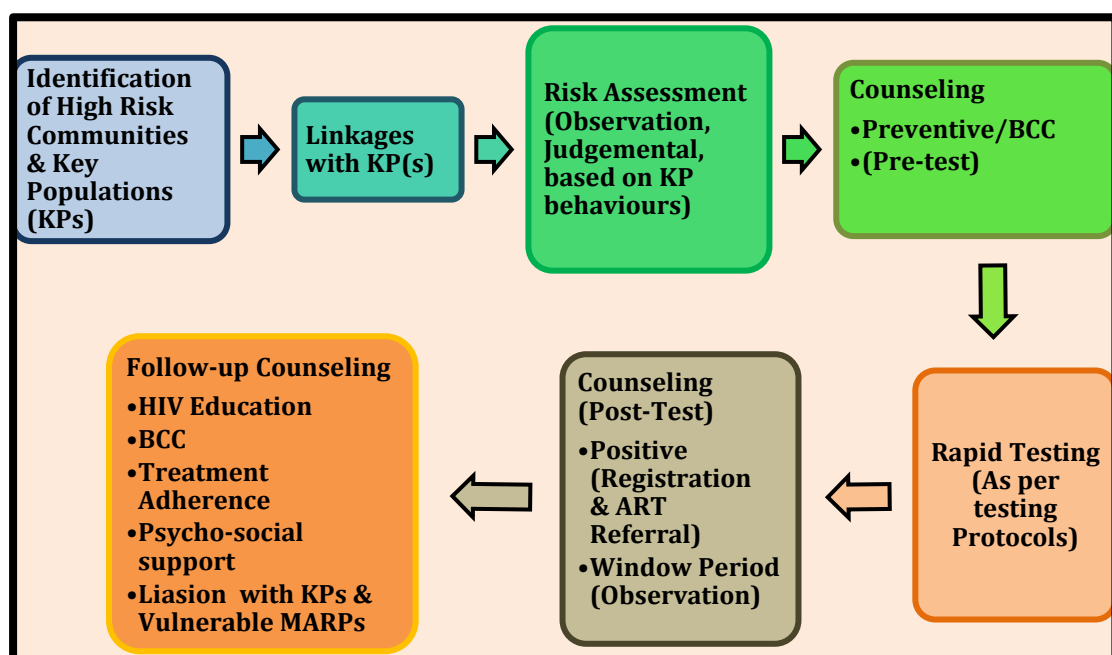 Identification
of High Risk
Communities
& Key
Populations
(KPs)
Linkages
with KP(s)
Risk Assessment
(Observation,
Judgemental,
based on KP
behaviours)
Counseling
•Preventive/BCC
•(Pre-test)
Rapid Testing
(As per
testing
Protocols)
Counseling
(Post-Test)
•Positive
(Registration
& ART
Referral)
•Window Period
(Observation)
Follow-up Counseling
•HIV Education
•BCC
•Treatment
Adherence
•Psycho-social
support
•Liasion with KPs &
Vulnerable MARPs